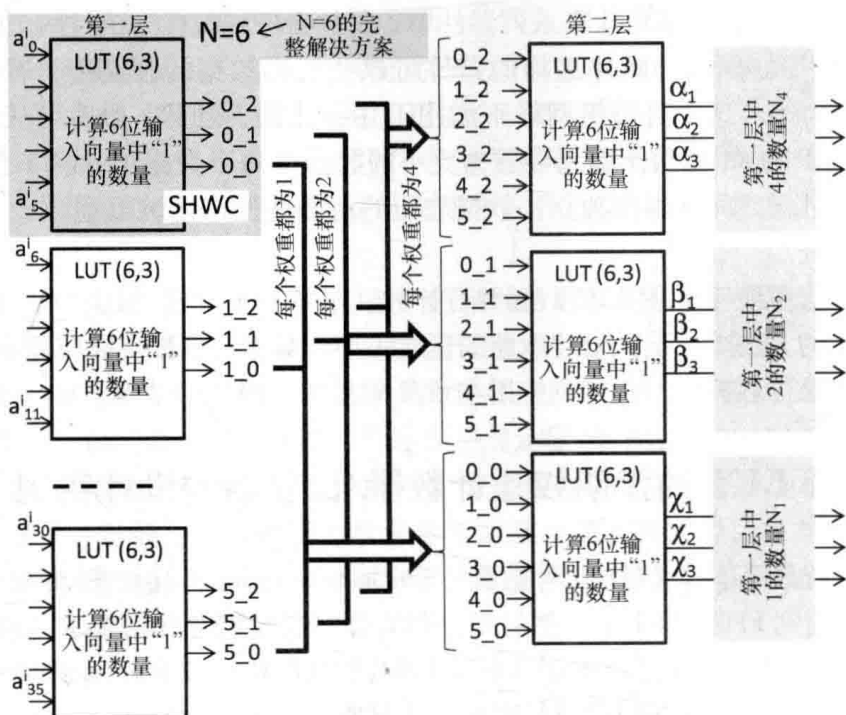 第一层
N=6
N=6的完
整解决方案
第二层
aⁱ₀
LUT (6,3)
计算6位输
入向量中“1”
的数量
0_2
0_1
0_0
aⁱ₅
SHWC
aⁱ₆
LUT (6,3)
计算6位输
入向量中“1”
的数量
1_2
1_1
1_0
aⁱ₁₁
aⁱ₃₀
LUT (6,3)
计算6位输
入向量中“1”
的数量
5_2
5_1
5_0
aⁱ₃₅
每个权重都为1
每个权重都为2
每个权重都为4
0_2
1_2
2_2
3_2
4_2
5_2
LUT (6,3)
计算6位输
入向量中“1”
的数量
α₁
α₂
α₃
第一层中
4的数量N₄
0_1
1_1
2_1
3_1
4_1
5_1
LUT (6,3)
计算6位输
入向量中“1”
的数量
β₁
β₂
β₃
第一层中
2的数量N₂
0_0
1_0
2_0
3_0
4_0
5_0
LUT (6,3)
计算6位输
入向量中“1”
的数量
χ₁
χ₂
χ₃
第一层中
1的数量N₁